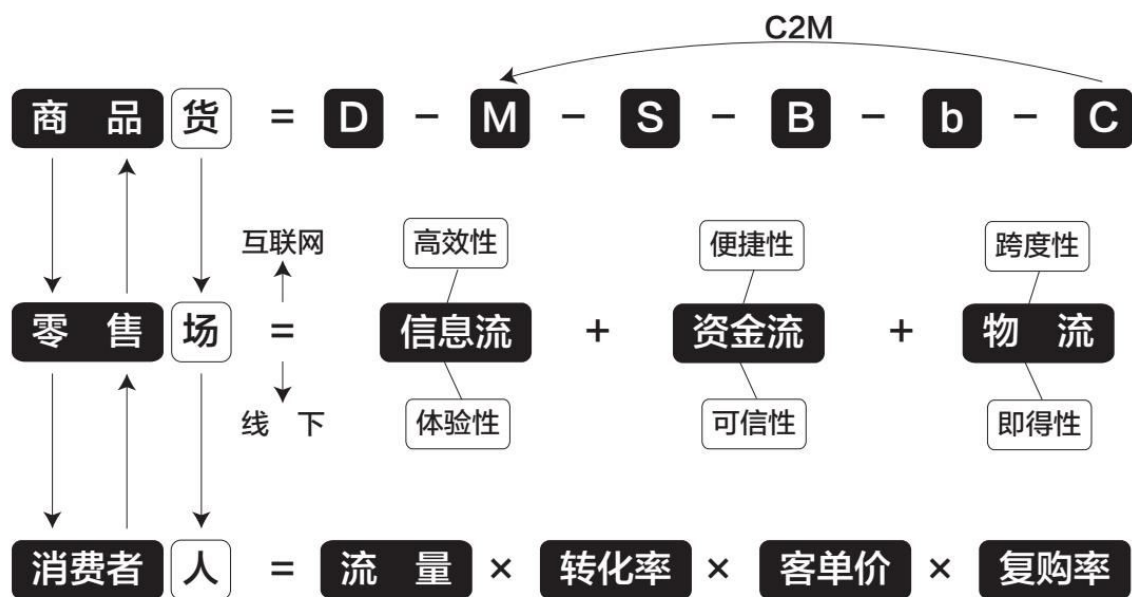 C2M
商品 货 = D - M - S - B - b - C
互联网 高效性 便捷性 跨度性
零售 场 = 信息流 + 资金流 + 物流
线下 体验性 可信性 即得性
消费者 人 = 流量 × 转化率 × 客单价 × 复购率